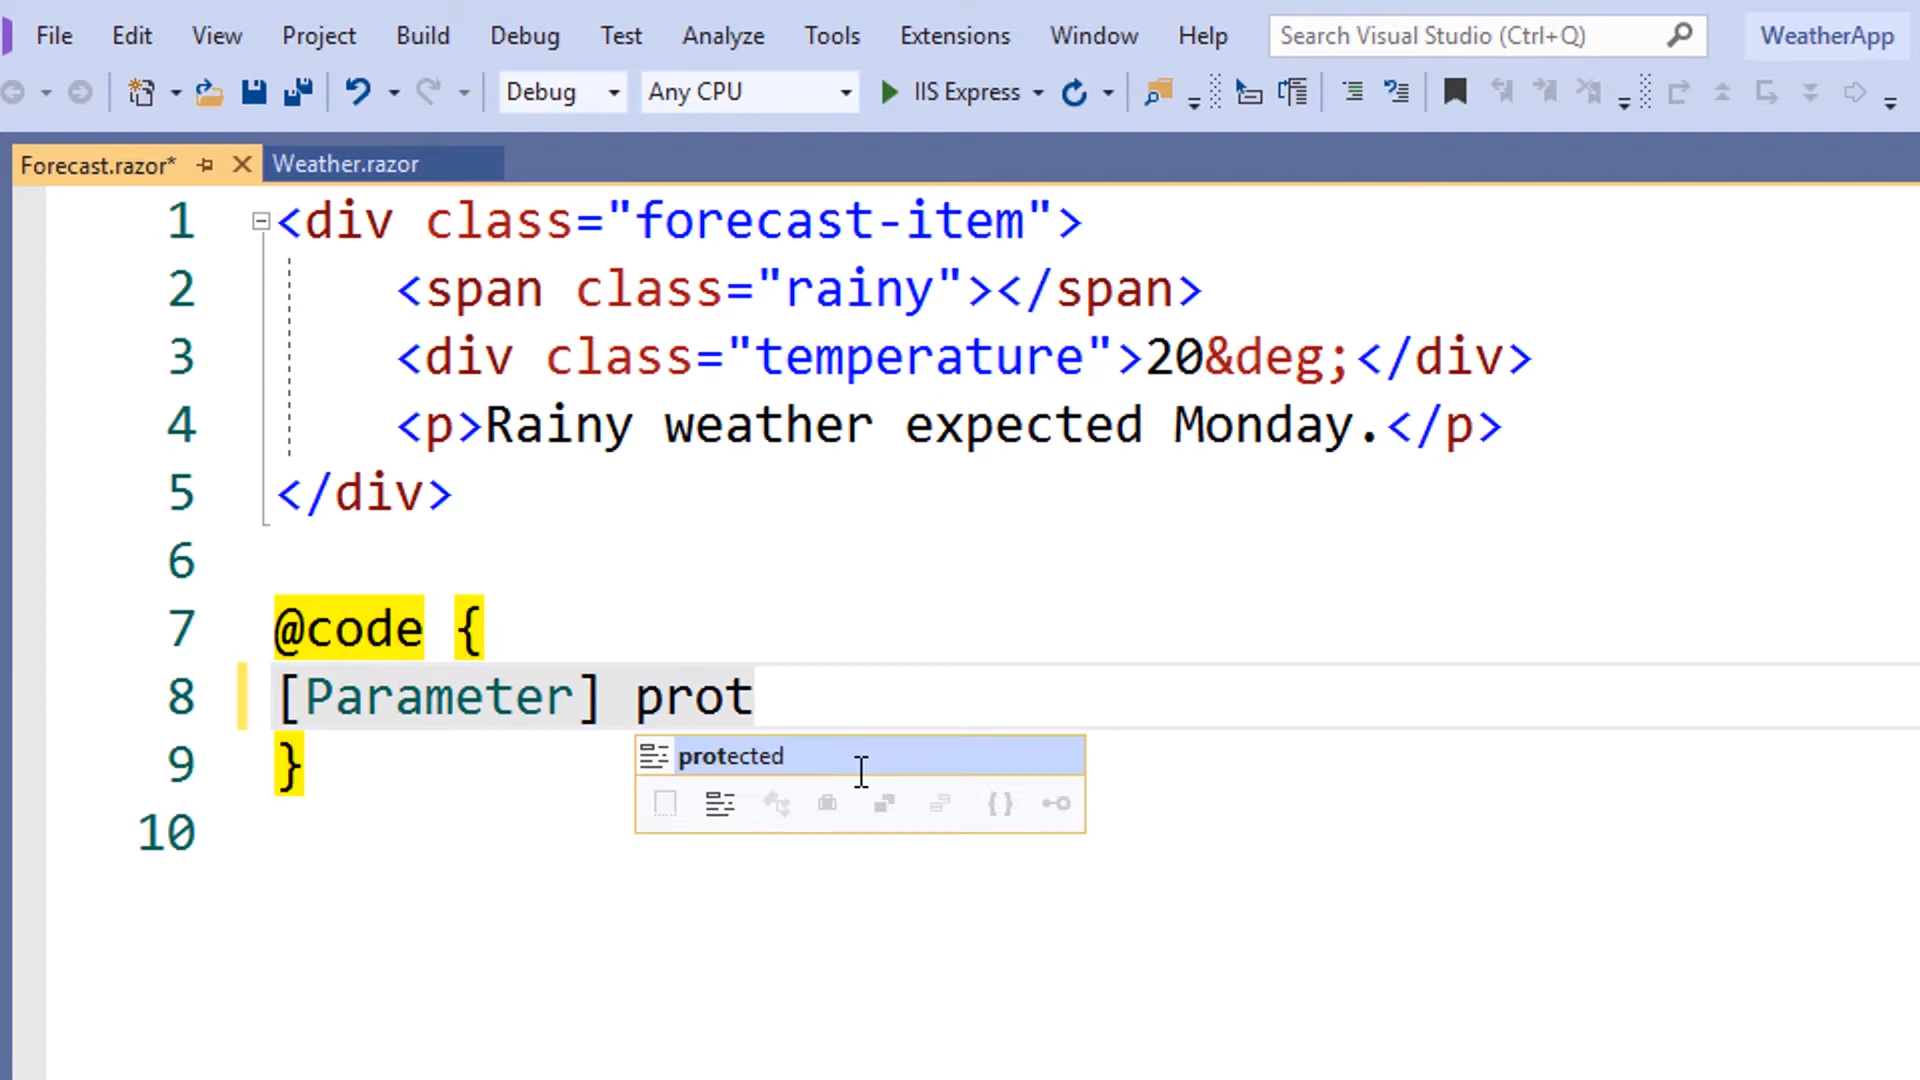 File Edit View Project Build Debug Test Analyze Tools Extensions Window Help Search Visual Studio (Ctrl+Q) WeatherApp
Debug Any CPU IIS Express
Forecast.razor* Weather.razor
1 <div class="forecast-item">
2 <span class="rainy"></span>
3 <div class="temperature">20&deg;</div>
4 <p>Rainy weather expected Monday.</p>
5 </div>
6
7 @code {
8 [Parameter] prot
protected
9 }
10